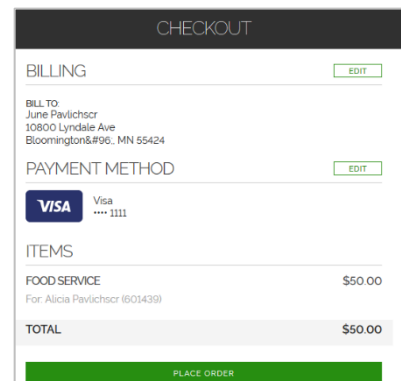 CHECKOUT
BILLING
EDIT
BILL TO:
June Pavlichscr
10800 Lyndale Ave
Bloomington&#96;, MN 55424
PAYMENT METHOD
EDIT
VISA
Visa
•••• 1111
ITEMS
FOOD SERVICE $50.00
For: Alicia Pavlichscr (601439)
TOTAL $50.00
PLACE ORDER